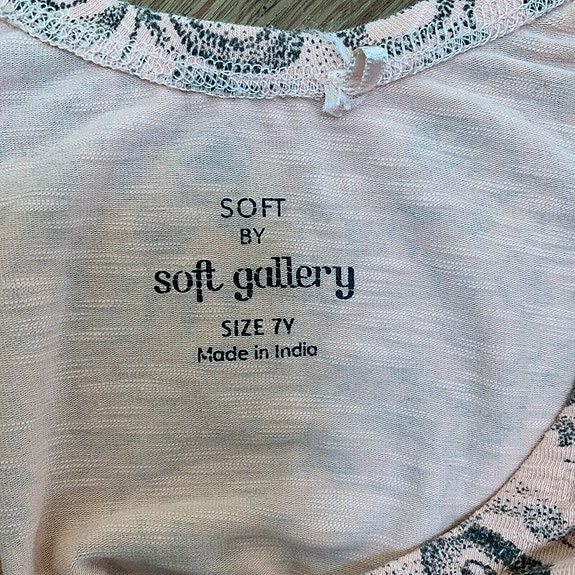 SOFT
BY
soft gallery
SIZE 7Y
Made in India